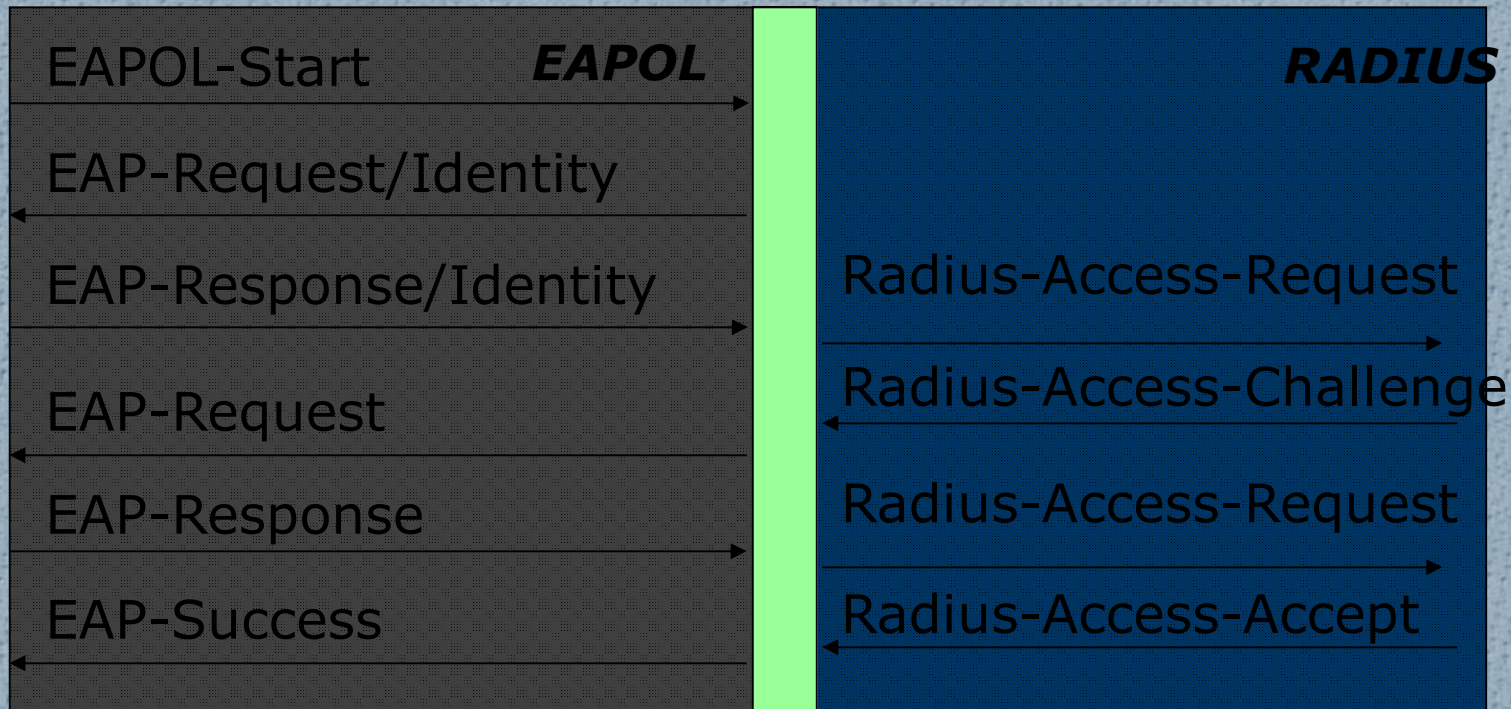 EAPOL-Start
EAPOL
EAP-Request/Identity
EAP-Response/Identity
EAP-Request
EAP-Response
EAP-Success
RADIUS
Radius-Access-Request
Radius-Access-Challenge
Radius-Access-Request
Radius-Access-Accept